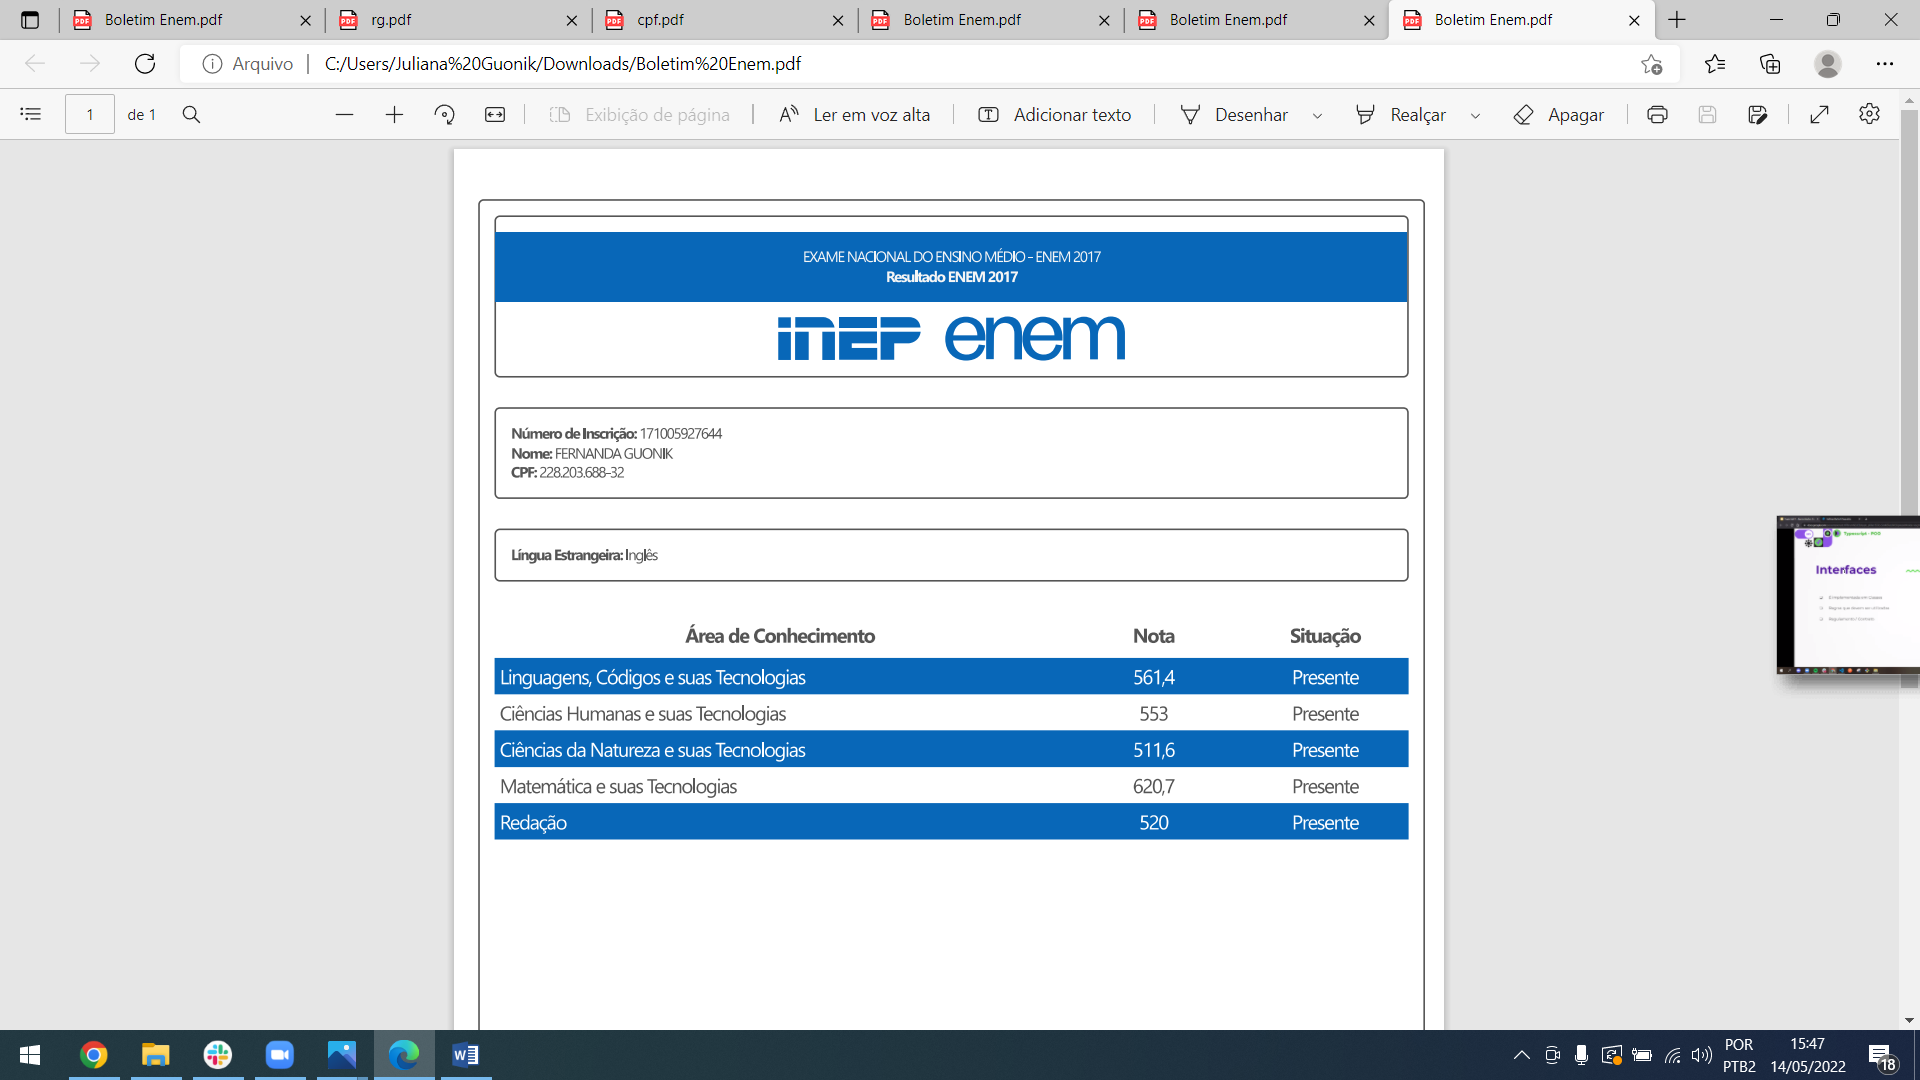 Boletim Enem.pdf
rg.pdf
cpf.pdf
Boletim Enem.pdf
Boletim Enem.pdf
Boletim Enem.pdf
Arquivo
C:/Users/Juliana%20Guonik/Downloads/Boletim%20Enem.pdf
1 de 1
Exibição de página
Ler em voz alta
Adicionar texto
Desenhar
Realçar
Apagar
EXAME NACIONAL DO ENSINO MÉDIO - ENEM 2017
Resultado ENEM 2017
inep enem
Número de Inscrição: 171005927644
Nome: FERNANDA GUONIK
CPF: 228.203.688-32
Língua Estrangeira: Inglês
Área de Conhecimento Nota Situação
Linguagens, Códigos e suas Tecnologias 561,4 Presente
Ciências Humanas e suas Tecnologias 553 Presente
Ciências da Natureza e suas Tecnologias 511,6 Presente
Matemática e suas Tecnologias 620,7 Presente
Redação 520 Presente
Typescript - POO
Interfaces
POR
PTB2
15:47
14/05/2022
18